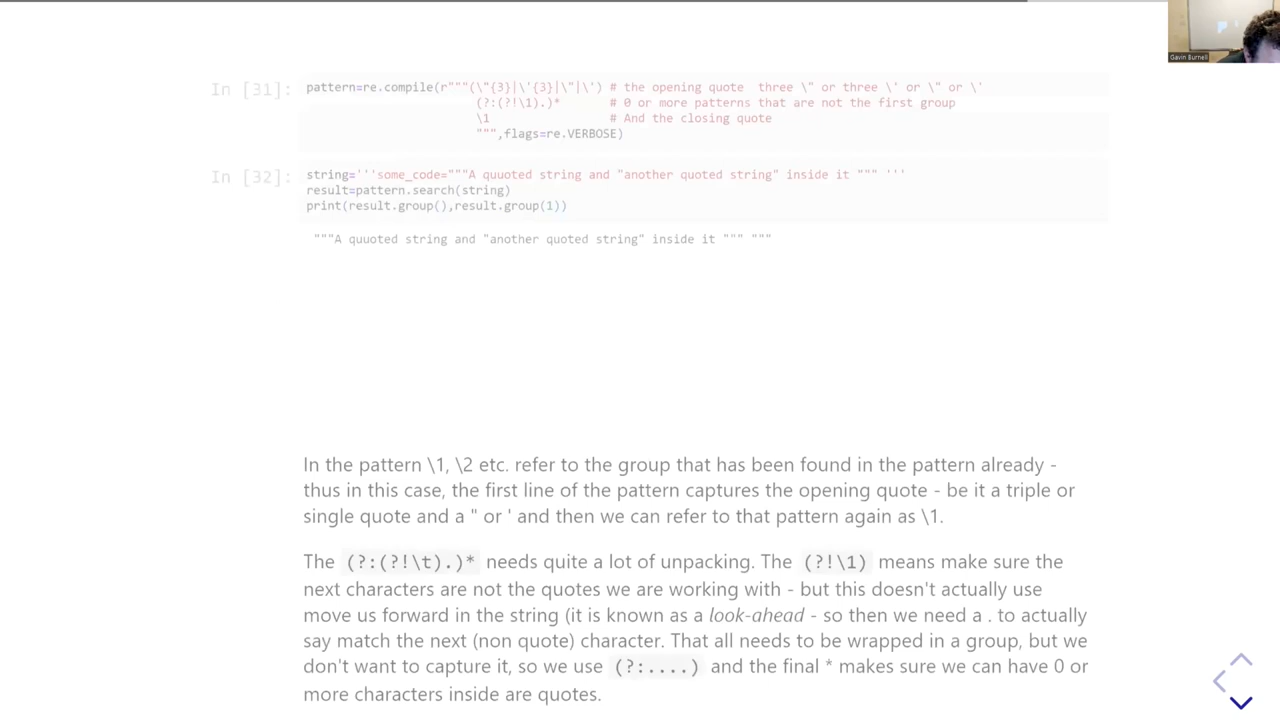 Gavin Burnell
In [31]: pattern=re.compile(r"""(\"{3}|\'{3}|\"|\') # the opening quote  three \" or three \' or \" or \'
(?:(?!\1).)* # 0 or more patterns that are not the first group
\1 # And the closing quote
""",flags=re.VERBOSE)
In [32]: string='''some_code="""A quuoted string and "another quoted string" inside it """ '''
result=pattern.search(string)
print(result.group(),result.group(1))
"""A quuoted string and "another quoted string" inside it """ """
In the pattern \1, \2 etc. refer to the group that has been found in the pattern already -
thus in this case, the first line of the pattern captures the opening quote - be it a triple or
single quote and a " or ' and then we can refer to that pattern again as \1.
The (?:(?!\t).)* needs quite a lot of unpacking. The (?!\1) means make sure the
next characters are not the quotes we are working with - but this doesn't actually use
move us forward in the string (it is known as a look-ahead - so then we need a . to actually
say match the next (non quote) character. That all needs to be wrapped in a group, but we
don't want to capture it, so we use (?:....) and the final * makes sure we can have 0 or
more characters inside are quotes.